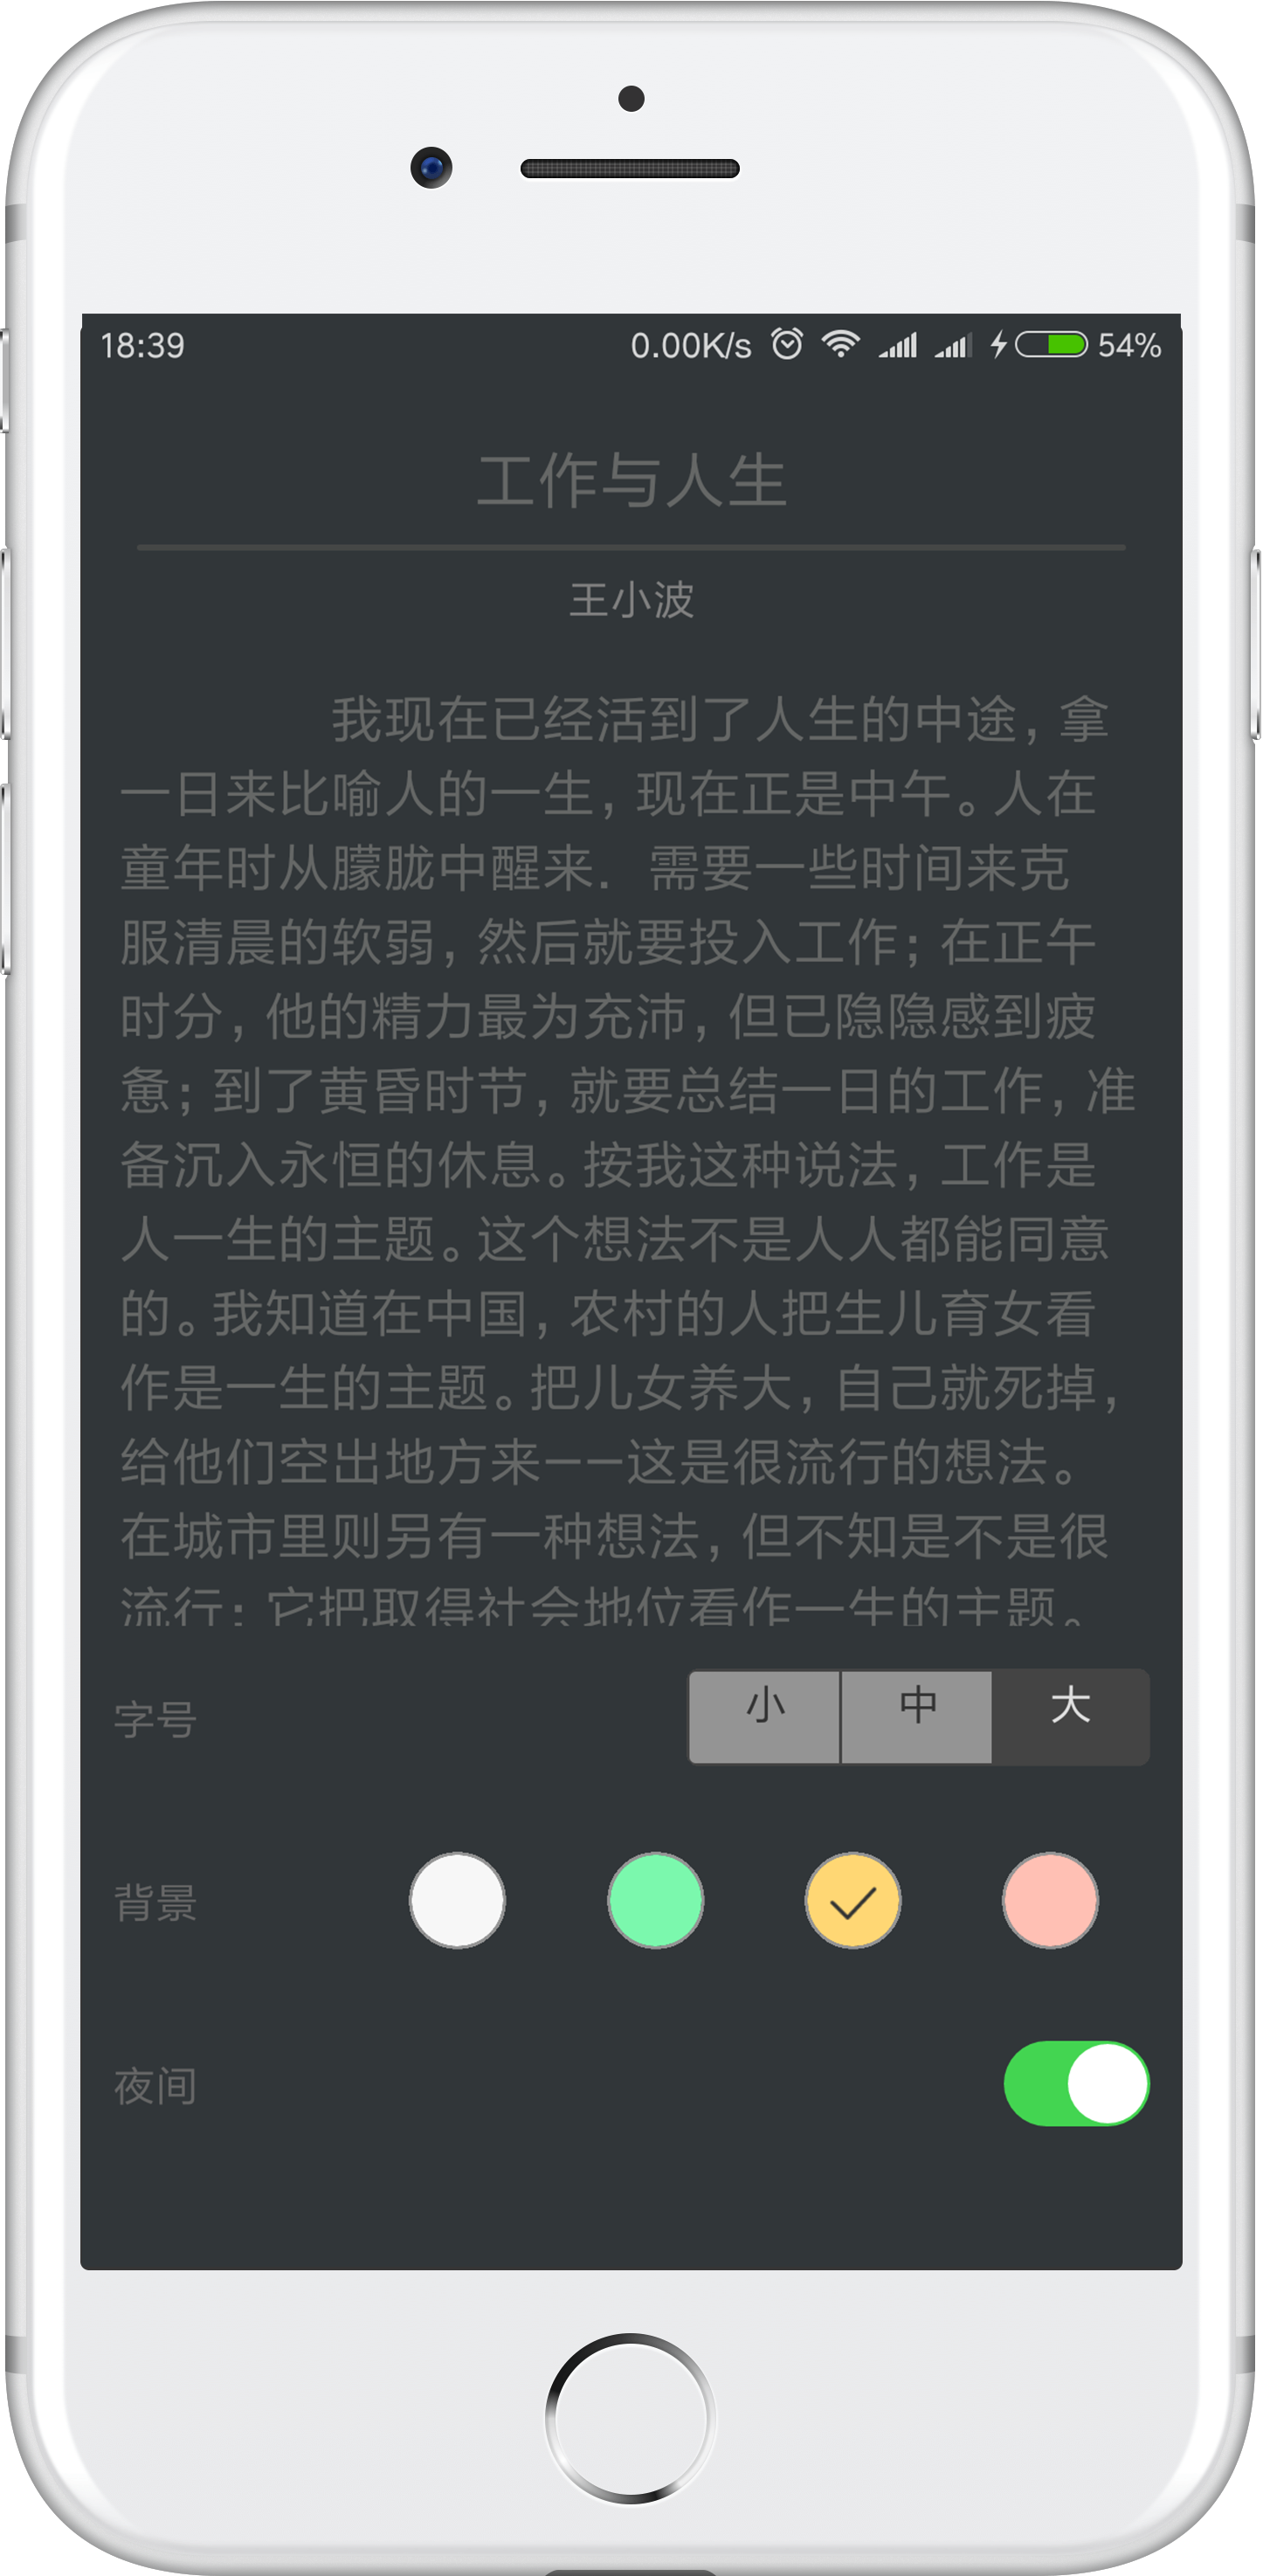 18:39 0.00K/s 54%
工作与人生
王小波
我现在已经活到了人生的中途，拿
一日来比喻人的一生，现在正是中午。人在
童年时从朦胧中醒来．需要一些时间来克
服清晨的软弱，然后就要投入工作；在正午
时分，他的精力最为充沛，但已隐隐感到疲
惫；到了黄昏时节，就要总结一日的工作，准
备沉入永恒的休息。按我这种说法，工作是
人一生的主题。这个想法不是人人都能同意
的。我知道在中国，农村的人把生儿育女看
作是一生的主题。把儿女养大，自己就死掉，
给他们空出地方来——这是很流行的想法。
在城市里则另有一种想法，但不知是不是很
流行：它把取得社会地位看作一生的主题。
字号 小 中 大
背景
夜间